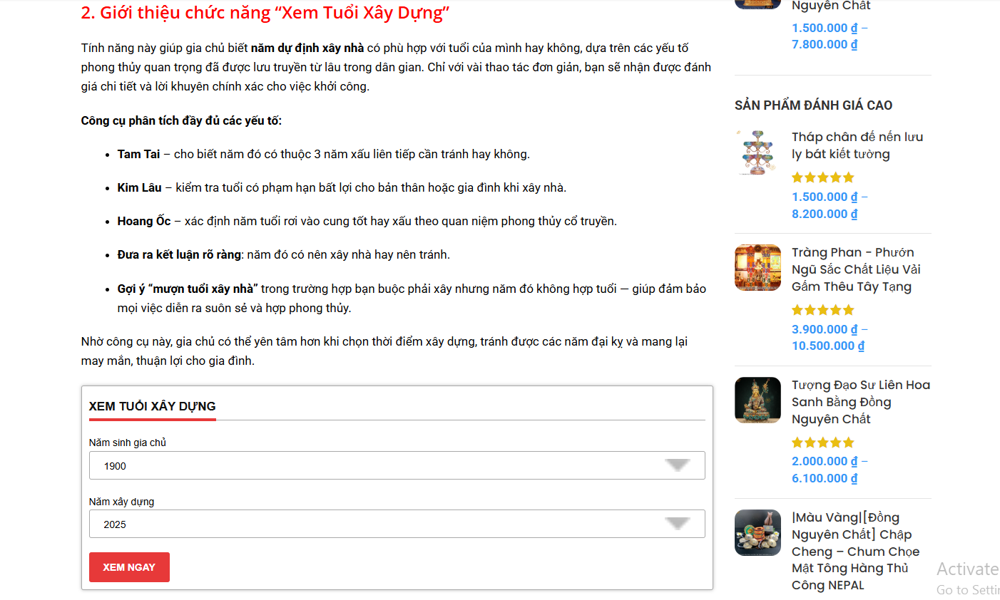 2. Giới thiệu chức năng “Xem Tuổi Xây Dựng”
Tính năng này giúp gia chủ biết năm dự định xây nhà có phù hợp với tuổi của mình hay không, dựa trên các yếu tố
phong thủy quan trọng đã được lưu truyền từ lâu trong dân gian. Chỉ với vài thao tác đơn giản, bạn sẽ nhận được đánh
giá chi tiết và lời khuyên chính xác cho việc khởi công.
Công cụ phân tích đầy đủ các yếu tố:
• Tam Tai – cho biết năm đó có thuộc 3 năm xấu liên tiếp cần tránh hay không.
• Kim Lâu – kiểm tra tuổi có phạm hạn bất lợi cho bản thân hoặc gia đình khi xây nhà.
• Hoang Ốc – xác định năm tuổi rơi vào cung tốt hay xấu theo quan niệm phong thủy cổ truyền.
• Đưa ra kết luận rõ ràng: năm đó có nên xây nhà hay nên tránh.
• Gợi ý “mượn tuổi xây nhà” trong trường hợp bạn buộc phải xây nhưng năm đó không hợp tuổi — giúp đảm bảo
mọi việc diễn ra suôn sẻ và hợp phong thủy.
Nhờ công cụ này, gia chủ có thể yên tâm hơn khi chọn thời điểm xây dựng, tránh được các năm đại kỵ và mang lại
may mắn, thuận lợi cho gia đình.
XEM TUỔI XÂY DỰNG
Năm sinh gia chủ
1900
Năm xây dựng
2025
XEM NGAY
Nguyên Chất
1.500.000 ₫ –
7.800.000 ₫
SẢN PHẨM ĐÁNH GIÁ CAO
Tháp chân đế nến lưu
ly bát kiết tường
1.500.000 ₫ –
8.200.000 ₫
Tràng Phan - Phướn
Ngũ Sắc Chất Liệu Vải
Gấm Thêu Tây Tạng
3.900.000 ₫ –
10.500.000 ₫
Tượng Đạo Sư Liên Hoa
Sanh Bằng Đồng
Nguyên Chất
2.000.000 ₫ –
6.100.000 ₫
|Màu Vàng|[Đồng
Nguyên Chất] Chập
Cheng – Chum Chọe
Mật Tông Hàng Thủ
Công NEPAL
Activate
Go to Setti